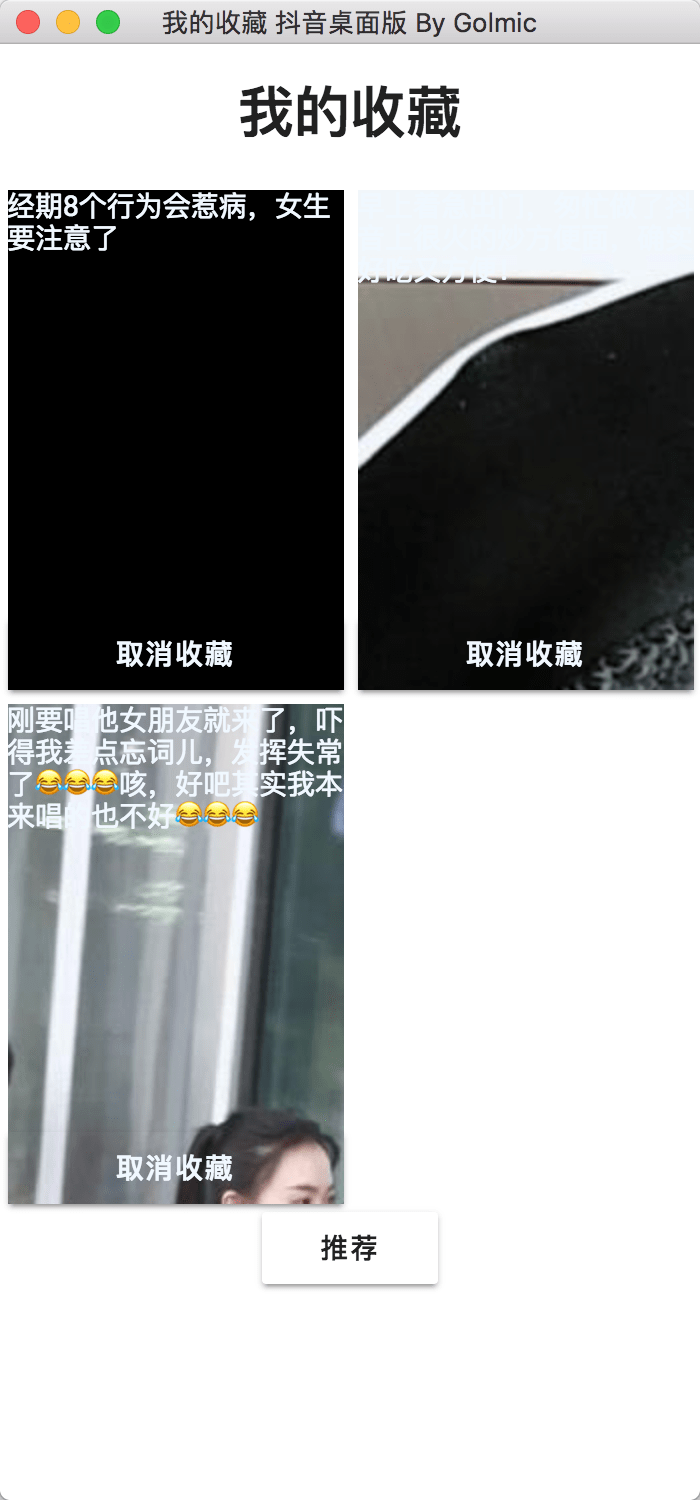 我的收藏 抖音桌面版 By Golmic
我的收藏
经期8个行为会惹病，女生
要注意了
取消收藏
取消收藏
刚要唱他女朋友就来了，吓
得我差点忘词儿，发挥失常
了😂😂😂咳，好吧其实我本
来唱的也不好😂😂😂
取消收藏
推荐